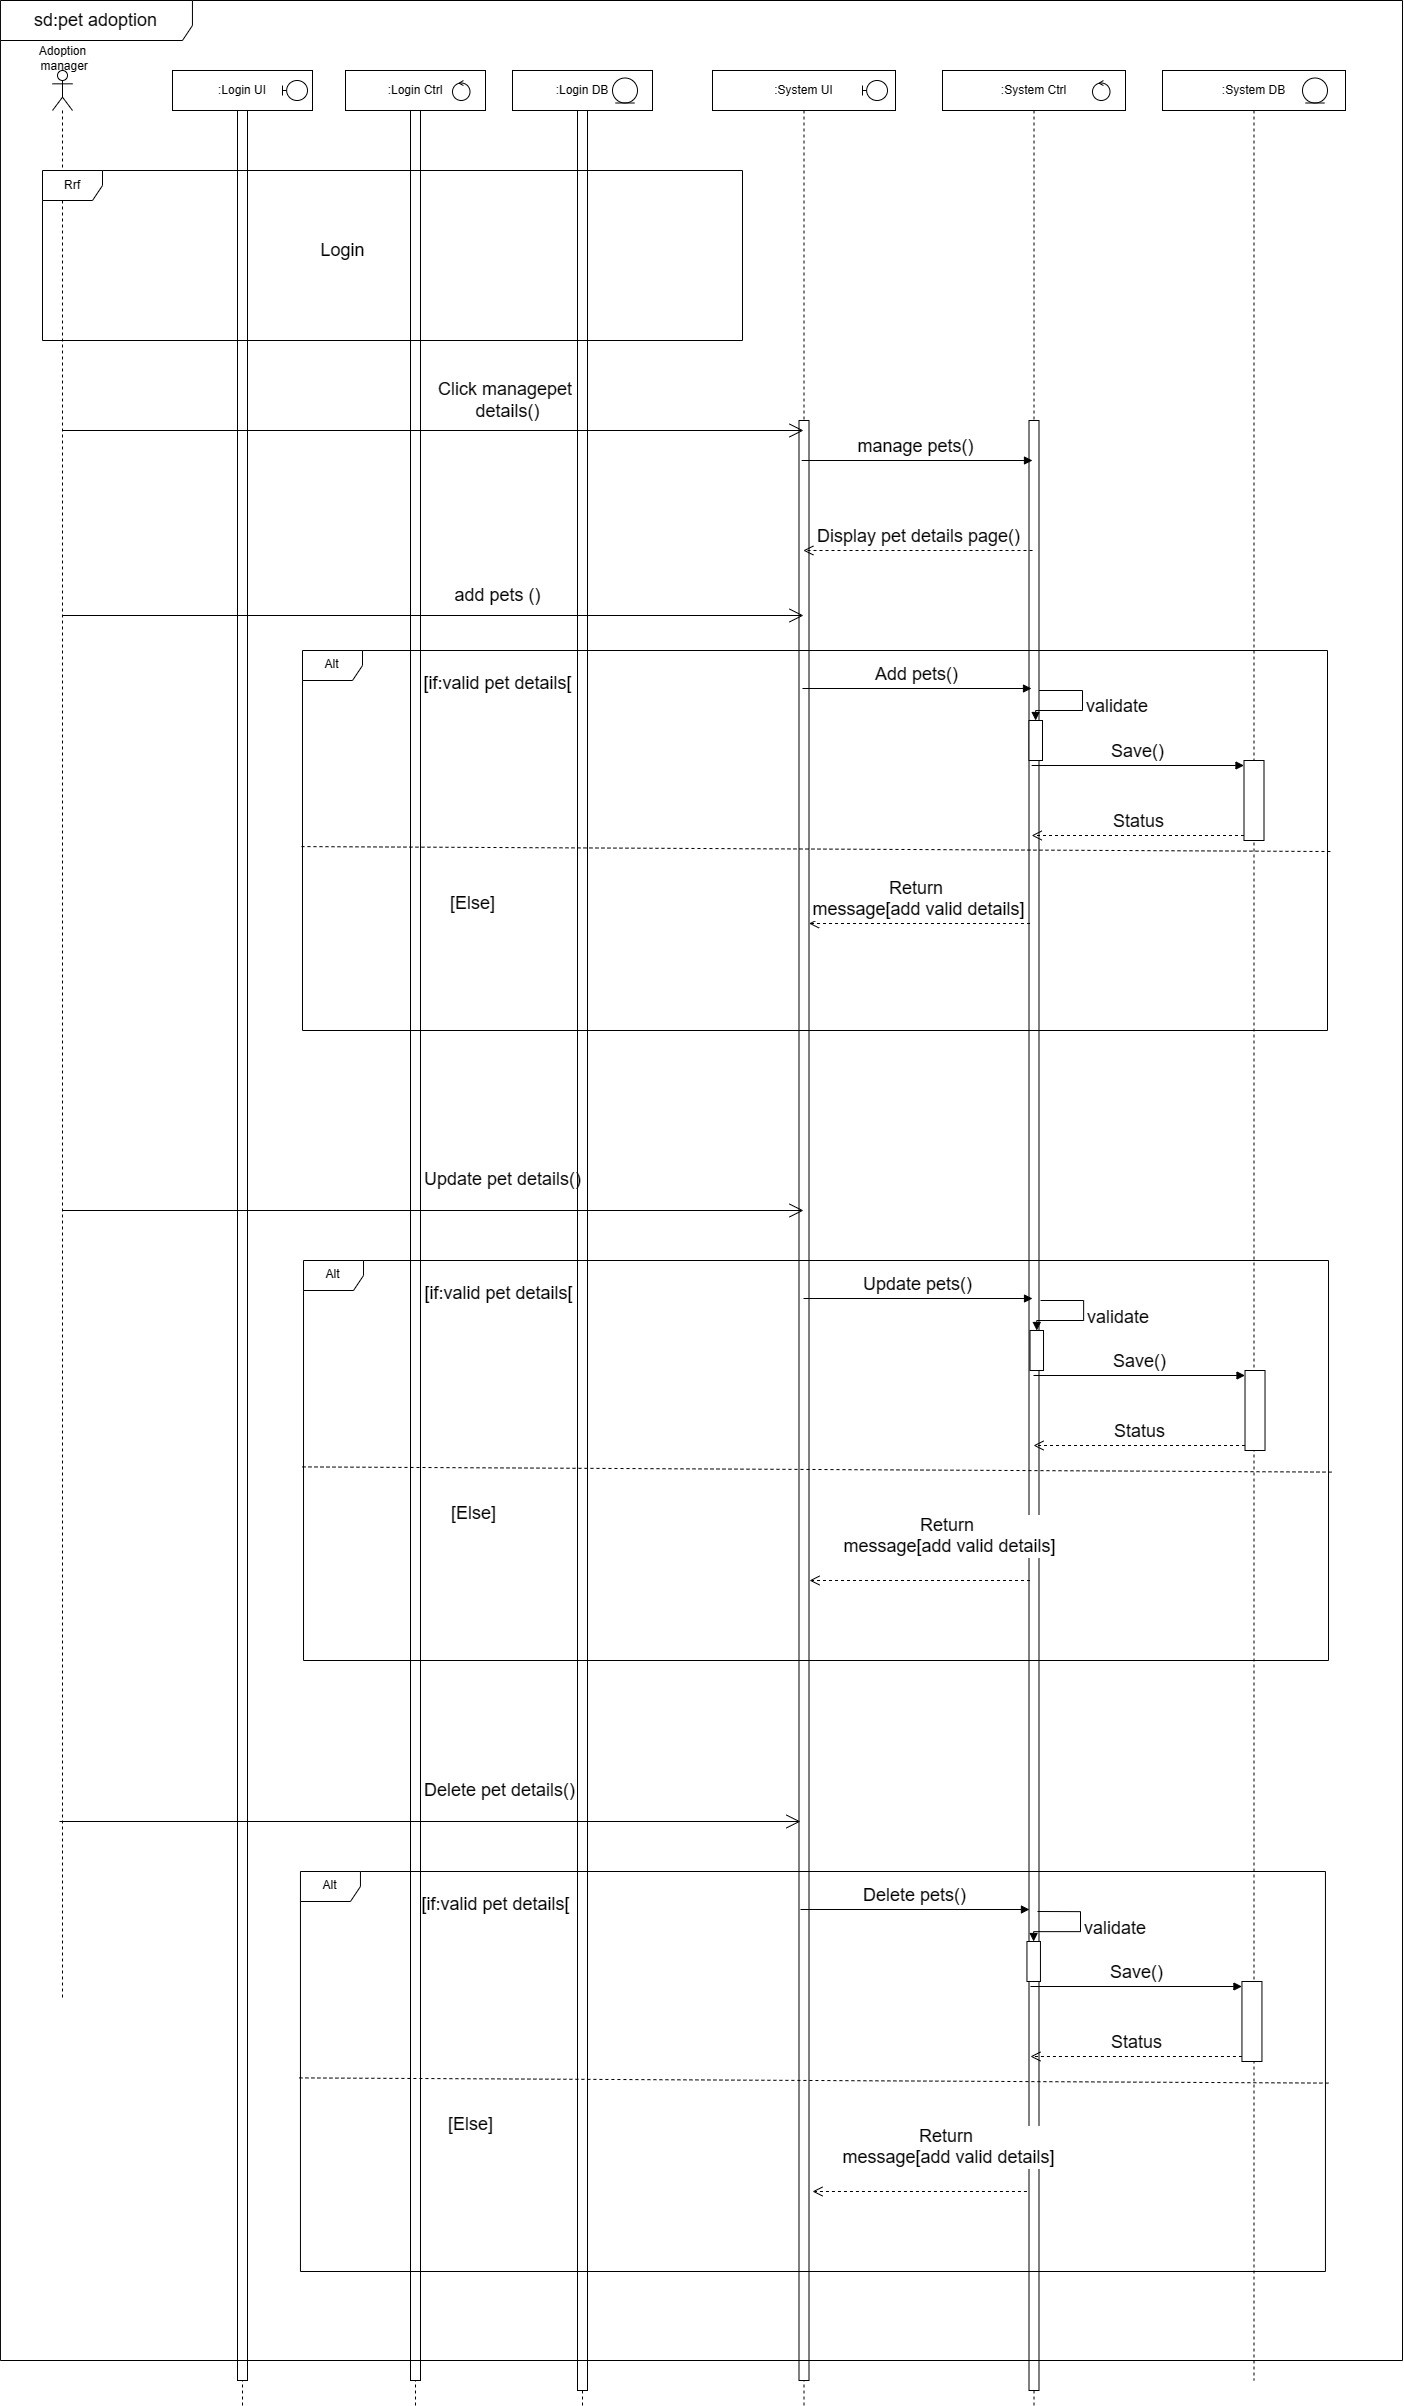 sd:pet adoption
Adoption
manager
:Login UI
:Login Ctrl
:Login DB
:System UI
:System Ctrl
:System DB
Rrf
Login
Click managepet
details()
manage pets()
Display pet details page()
add pets ()
Alt
[if:valid pet details[
Add pets()
validate
Save()
Status
[Else]
Return
message[add valid details]
Update pet details()
Alt
[if:valid pet details[
Update pets()
validate
Save()
Status
[Else]
Return
message[add valid details]
Delete pet details()
Alt
[if:valid pet details[
Delete pets()
validate
Save()
Status
[Else]
Return
message[add valid details]